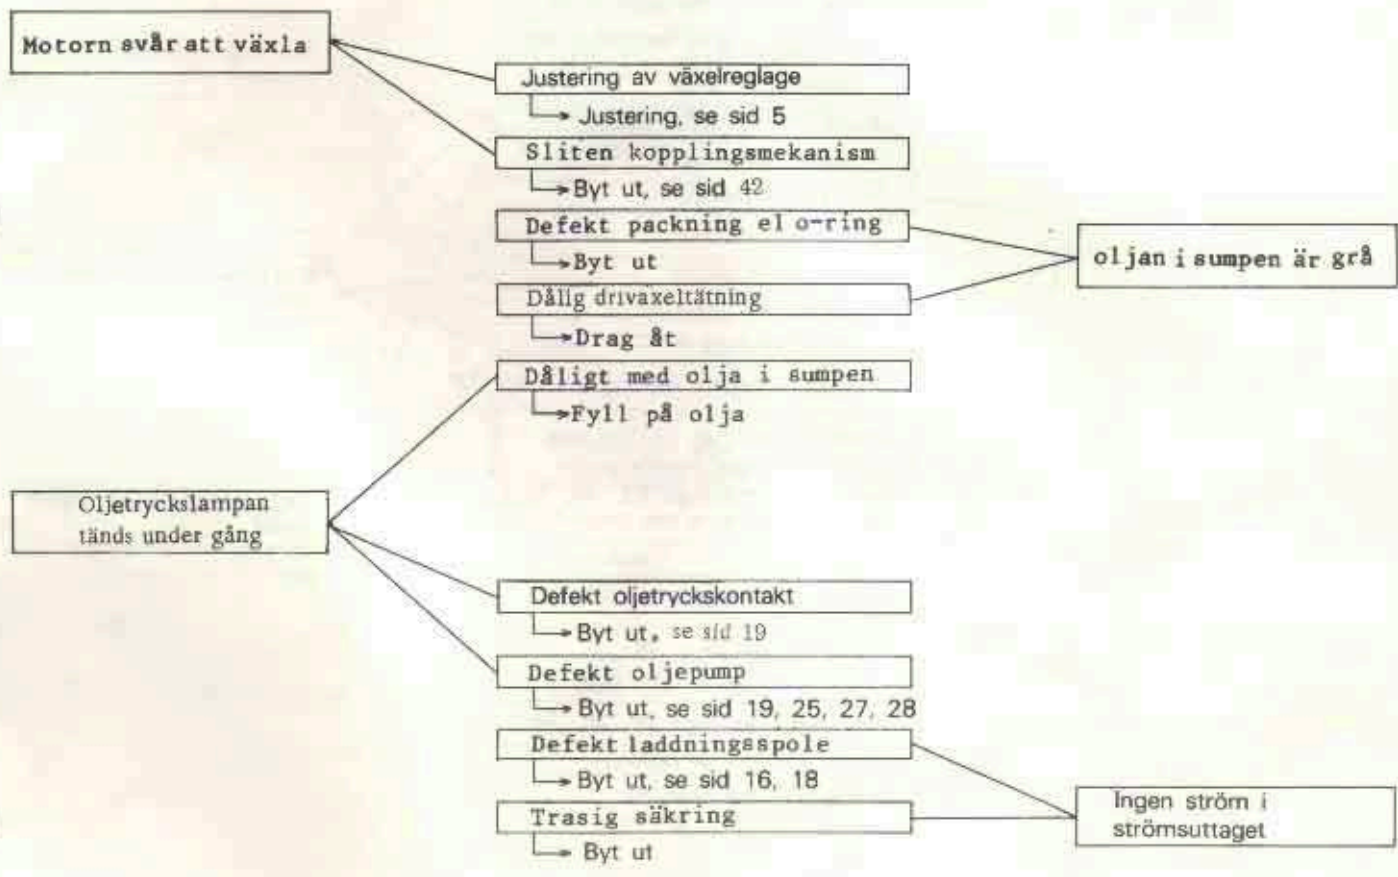 Motorn svår att växla
Justering av växelreglage
Justering, se sid 5
Sliten kopplingsmekanism
Byt ut, se sid 42
Defekt packning el o-ring
Byt ut
oljan i sumpen är grå
Dålig drivaxeltätning
Drag åt
Dåligt med olja i sumpen
Fyll på olja
Oljetryckslampan
tänds under gång
Defekt oljetryckskontakt
Byt ut, se sid 19
Defekt oljepump
Byt ut, se sid 19, 25, 27, 28
Defekt laddningsspole
Byt ut, se sid 16, 18
Trasig säkring
Byt ut
Ingen ström i
strömsuttaget